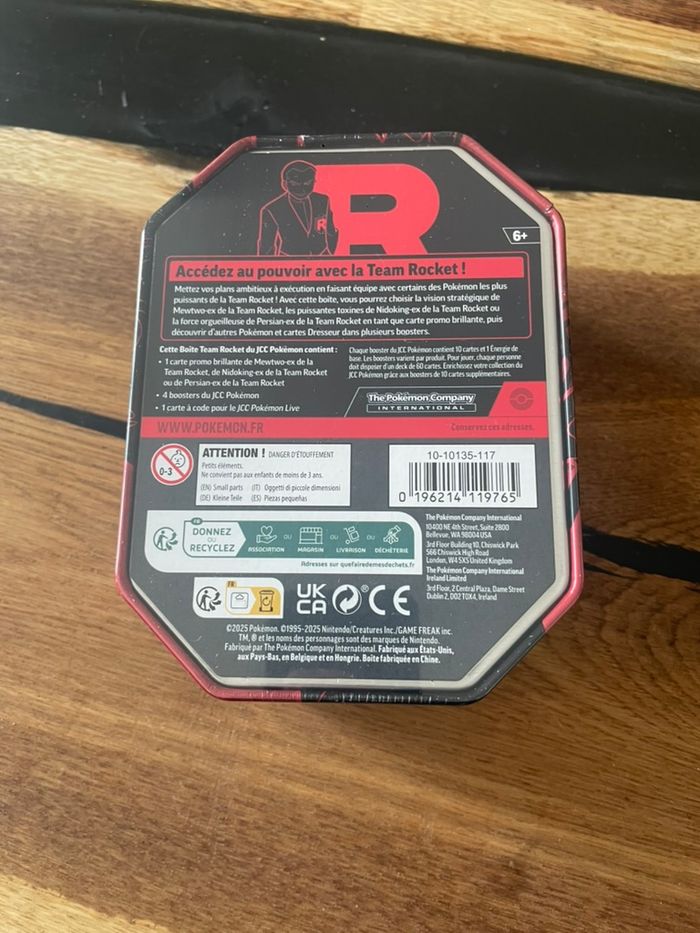 R
R
6+
Accédez au pouvoir avec la Team Rocket !
Mettez vos plans ambitieux à exécution en faisant équipe avec certains des Pokémon les plus
puissants de la Team Rocket ! Avec cette boîte, vous pourrez choisir la vision stratégique de
Mewtwo-ex de la Team Rocket, les puissantes toxines de Nidoking-ex de la Team Rocket ou
la force orgueilleuse de Persian-ex de la Team Rocket en tant que carte promo brillante, puis
découvrir d'autres Pokémon et cartes Dresseur dans plusieurs boosters.
Cette Boîte Team Rocket du JCC Pokémon contient :
• 1 carte promo brillante de Mewtwo-ex de la
Team Rocket, de Nidoking-ex de la Team Rocket
ou de Persian-ex de la Team Rocket
• 4 boosters du JCC Pokémon
• 1 carte à code pour le JCC Pokémon Live
Chaque booster du JCC Pokémon contient 10 cartes et 1 Énergie de
base. Les boosters varient par produit. Pour jouer, chaque personne
doit disposer d'un deck de 60 cartes. Enrichissez votre collection du
JCC Pokémon grâce aux boosters de 10 cartes supplémentaires.
The Pokémon Company
INTERNATIONAL
WWW.POKEMON.FR
Conservez ces adresses.
0-3
ATTENTION ! DANGER D'ÉTOUFFEMENT
Petits éléments.
Ne convient pas aux enfants de moins de 3 ans.
(EN) Small parts (IT) Oggetti di piccole dimensioni
(DE) Kleine Teile (ES) Piezas pequeñas
10-10135-117
0 196214 119765
FR
DONNEZ
OU
RECYCLEZ
ASSOCIATION
OU
MAGASIN
OU
LIVRAISON
OU
DÉCHÈTERIE
Adresses sur quefairedemesdechets.fr
The Pokémon Company International
10400 NE 4th Street, Suite 2800
Bellevue, WA 98004 USA
3rd Floor Building 10, Chiswick Park
566 Chiswick High Road
London, W4 5XS United Kingdom
The Pokémon Company International
Ireland Limited
3rd Floor, 2 Central Plaza, Dame Street
Dublin 2, D02 T0X4, Ireland
FR
UK
CA
CE
©2025 Pokémon. ©1995-2025 Nintendo/Creatures Inc./GAME FREAK inc.
TM, ® et les noms des personnages sont des marques de Nintendo.
Fabriqué par The Pokémon Company International. Fabriqué aux États-Unis,
aux Pays-Bas, en Belgique et en Hongrie. Boîte fabriquée en Chine.